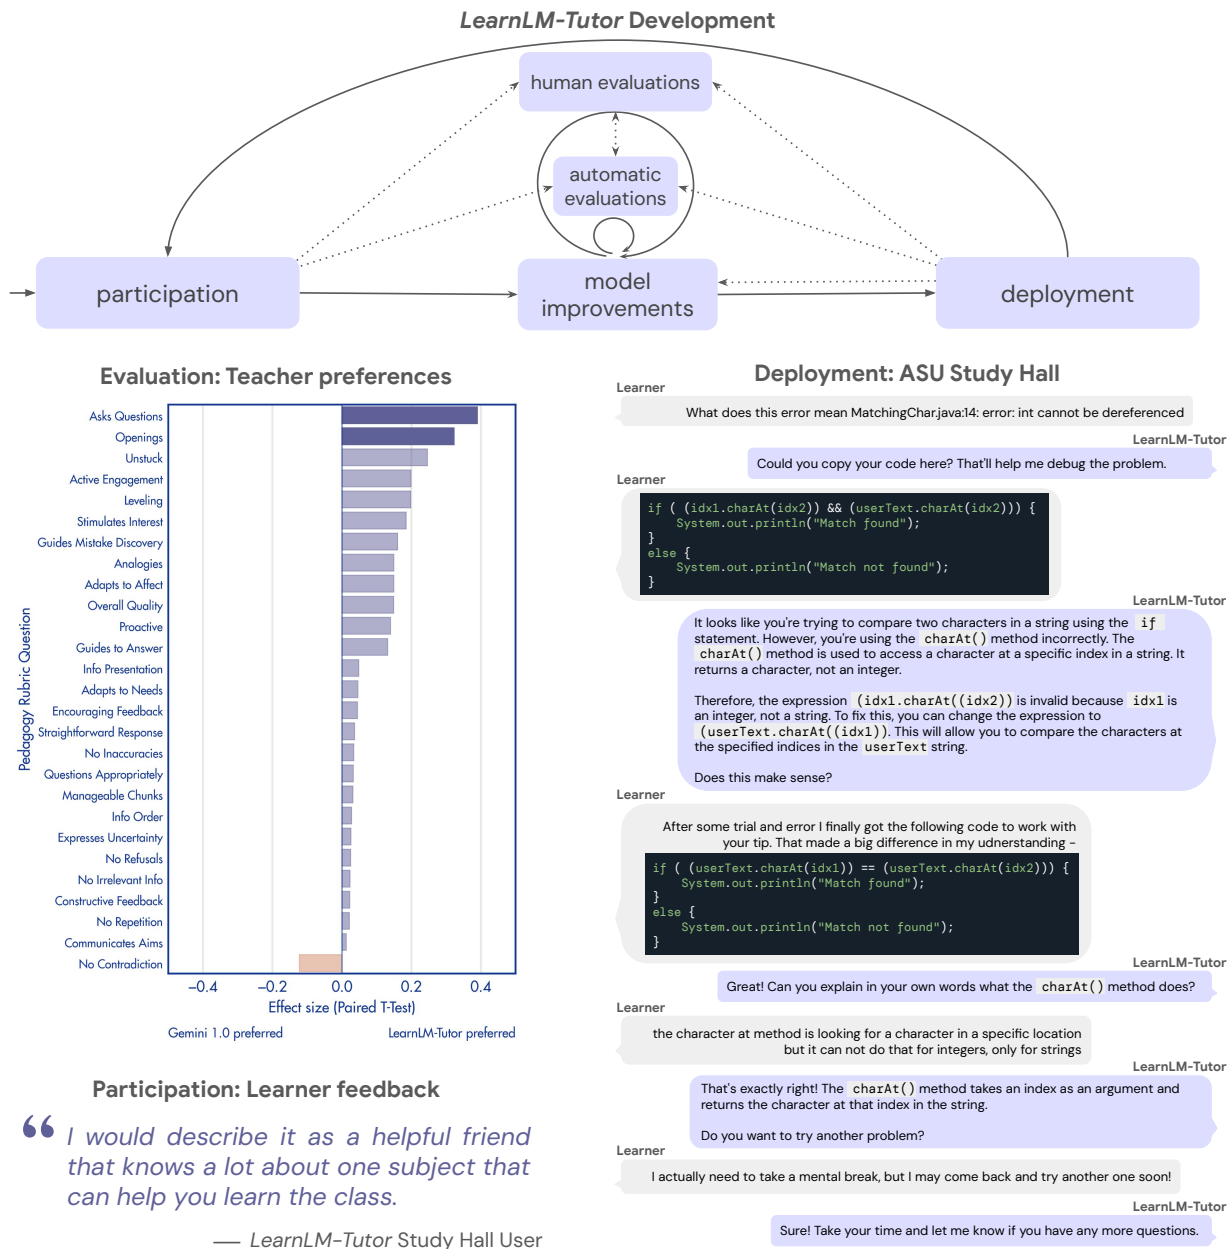 LearnLM-Tutor Development
human evaluations
automatic
evaluations
participation
model
improvements
deployment
Evaluation: Teacher preferences
Pedagogy Rubric Question
Asks Questions
Openings
Unstuck
Active Engagement
Leveling
Stimulates Interest
Guides Mistake Discovery
Analogies
Adapts to Affect
Overall Quality
Proactive
Guides to Answer
Info Presentation
Adapts to Needs
Encouraging Feedback
Straightforward Response
No Inaccuracies
Questions Appropriately
Manageable Chunks
Info Order
Expresses Uncertainty
No Refusals
No Irrelevant Info
Constructive Feedback
No Repetition
Communicates Aims
No Contradiction
−0.4 −0.2 0.0 0.2 0.4
Effect size (Paired T-Test)
Gemini 1.0 preferred LearnLM-Tutor preferred
Participation: Learner feedback
“ I would describe it as a helpful friend
that knows a lot about one subject that
can help you learn the class.
— LearnLM-Tutor Study Hall User
Deployment: ASU Study Hall
Learner
What does this error mean MatchingChar.java:14: error: int cannot be dereferenced
LearnLM-Tutor
Could you copy your code here? That'll help me debug the problem.
Learner
if ( (idx1.charAt(idx2)) && (userText.charAt(idx2))) {
System.out.println("Match found");
}
else {
System.out.println("Match not found");
}
LearnLM-Tutor
It looks like you're trying to compare two characters in a string using the if
statement. However, you're using the charAt() method incorrectly. The
charAt() method is used to access a character at a specific index in a string. It
returns a character, not an integer.
Therefore, the expression (idx1.charAt((idx2)) is invalid because idx1 is
an integer, not a string. To fix this, you can change the expression to
(userText.charAt((idx1)). This will allow you to compare the characters at
the specified indices in the userText string.
Does this make sense?
Learner
After some trial and error I finally got the following code to work with
your tip. That made a big difference in my udnerstanding -
if ( (userText.charAt(idx1)) == (userText.charAt(idx2))) {
System.out.println("Match found");
}
else {
System.out.println("Match not found");
}
LearnLM-Tutor
Great! Can you explain in your own words what the charAt() method does?
Learner
the character at method is looking for a character in a specific location
but it can not do that for integers, only for strings
LearnLM-Tutor
That's exactly right! The charAt() method takes an index as an argument and
returns the character at that index in the string.
Do you want to try another problem?
Learner
I actually need to take a mental break, but I may come back and try another one soon!
LearnLM-Tutor
Sure! Take your time and let me know if you have any more questions.